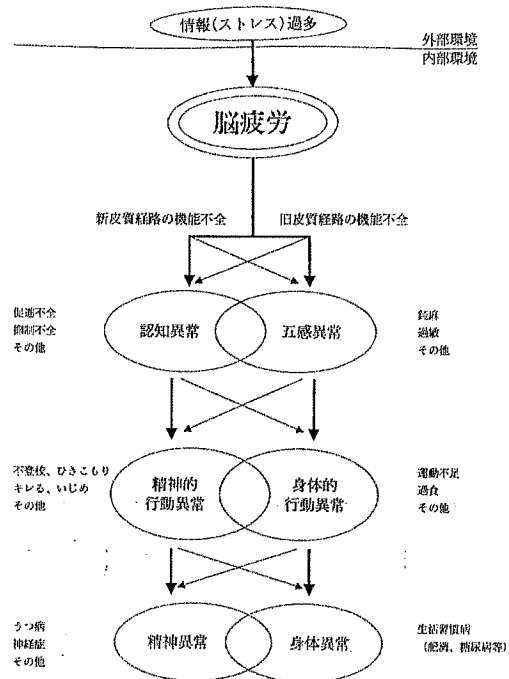 情報(ストレス)過多
外部環境
内部環境
脳疲労
新皮質経路の機能不全
旧皮質経路の機能不全
促進不全
抑制不全
その他
認知異常
五感異常
鈍麻
過敏
その他
不登校、ひきこもり
キレる、いじめ
その他
精神的
行動異常
身体的
行動異常
運動不足
過食
その他
うつ病
神経症
その他
精神異常
身体異常
生活習慣病
(肥満、糖尿病等)